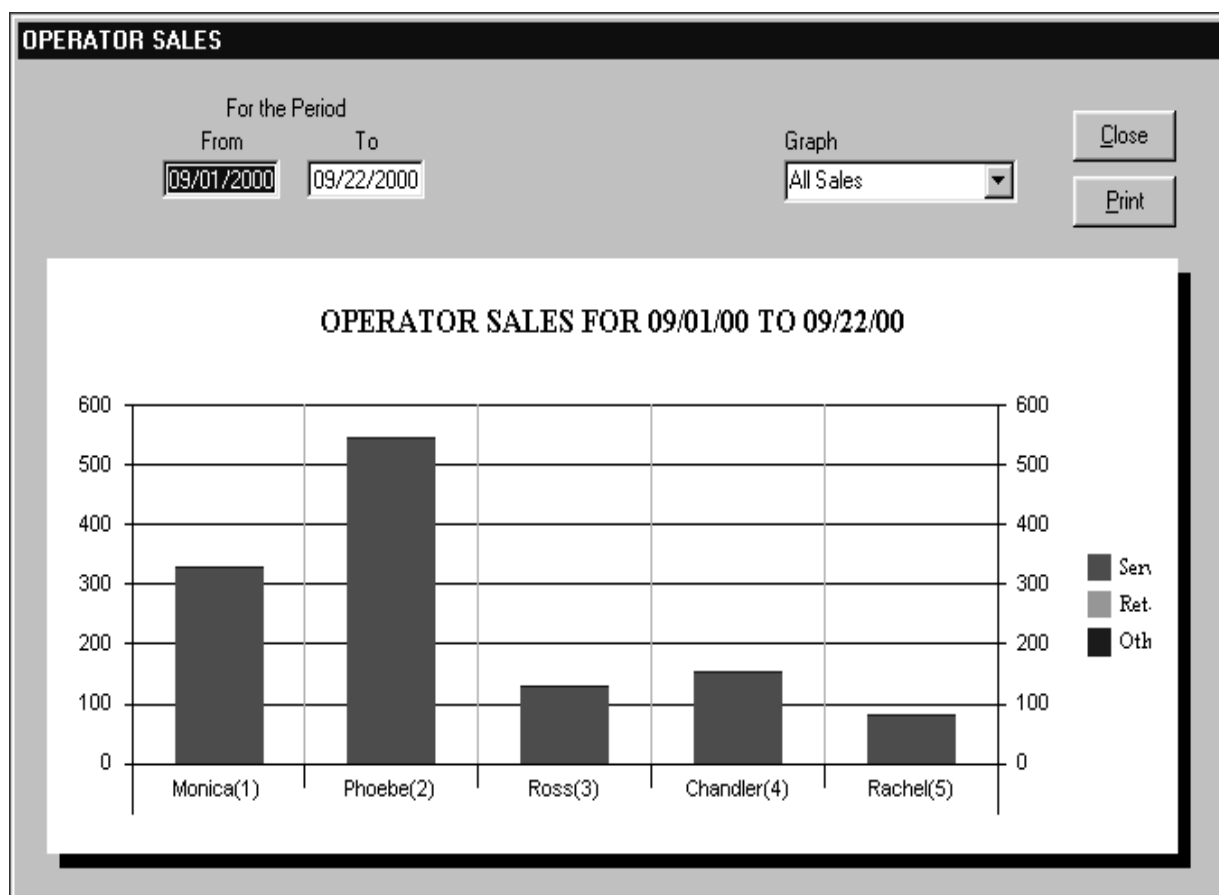 OPERATOR SALES
For the Period
From To
09/01/2000 09/22/2000
Graph
All Sales
Close
Print
OPERATOR SALES FOR 09/01/00 TO 09/22/00
600 600
500 500
400 400
300 300
200 200
100 100
0 0
Serv
Ret.
Oth
Monica(1) Phoebe(2) Ross(3) Chandler(4) Rachel(5)